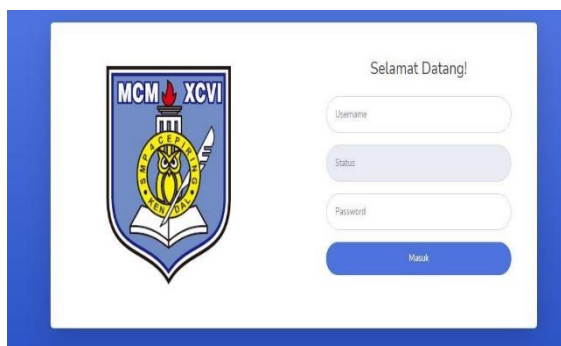 MCM XCVI
SMP 4 CEPIRING
KENDAL
Selamat Datang!
Username
Status
Password
Masuk